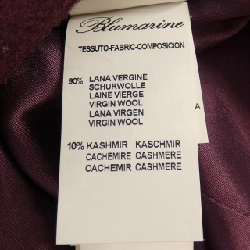 Blumarine
TESSUTO-FABRIC-COMPOSICION
90% LANA VERGINE
SCHURWOLLE
LAINE VIERGE
VIRGIN WOOL
LANA VIRGEN
VIRGIN WOOL
A
10% KASHMIR KASCHMIR
CACHEMIRE CASHMERE
CACHEMIR CASHMERE